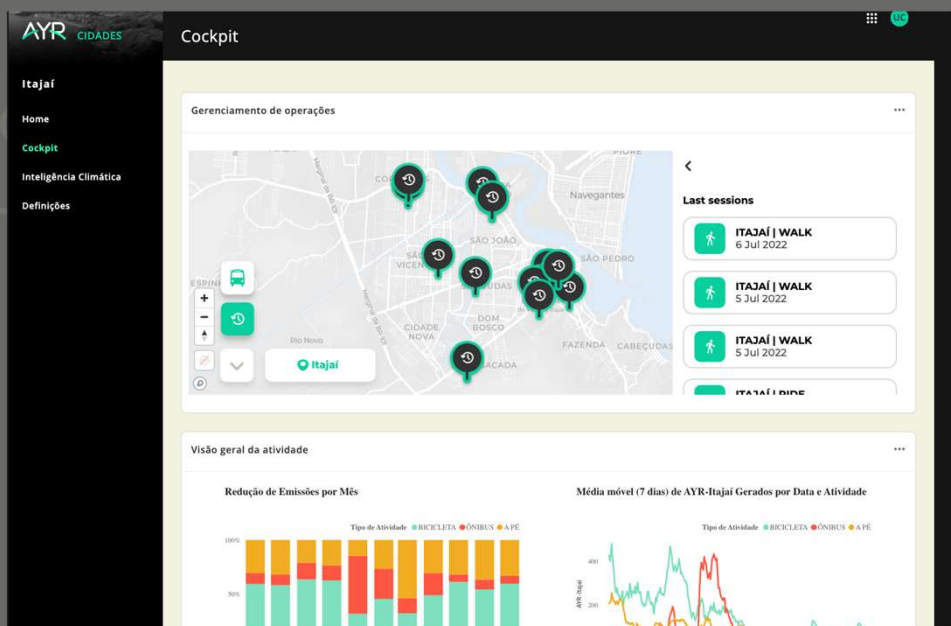 AYR CIDADES
Cockpit
UC
Itajaí
Home
Cockpit
Inteligência Climática
Definições
Gerenciamento de operações
Navegantes
SÃO JOÃO
SÃO PEDRO
DOM
BOSCO
CIDADE
NOVA
FAZENDA
CABEÇUDAS
Rio Novo
Itajaí
Last sessions
ITAJAÍ | WALK
6 Jul 2022
ITAJAÍ | WALK
5 Jul 2022
ITAJAÍ | WALK
5 Jul 2022
ITAJAÍ | RIDE
Visão geral da atividade
Redução de Emissões por Mês
Tipo de Atividade BICICLETA ÔNIBUS A PÉ
100%
50%
Média móvel (7 dias) de AYR-Itajaí Gerados por Data e Atividade
Tipo de Atividade BICICLETA ÔNIBUS A PÉ
400
200
AYR-Itajaí